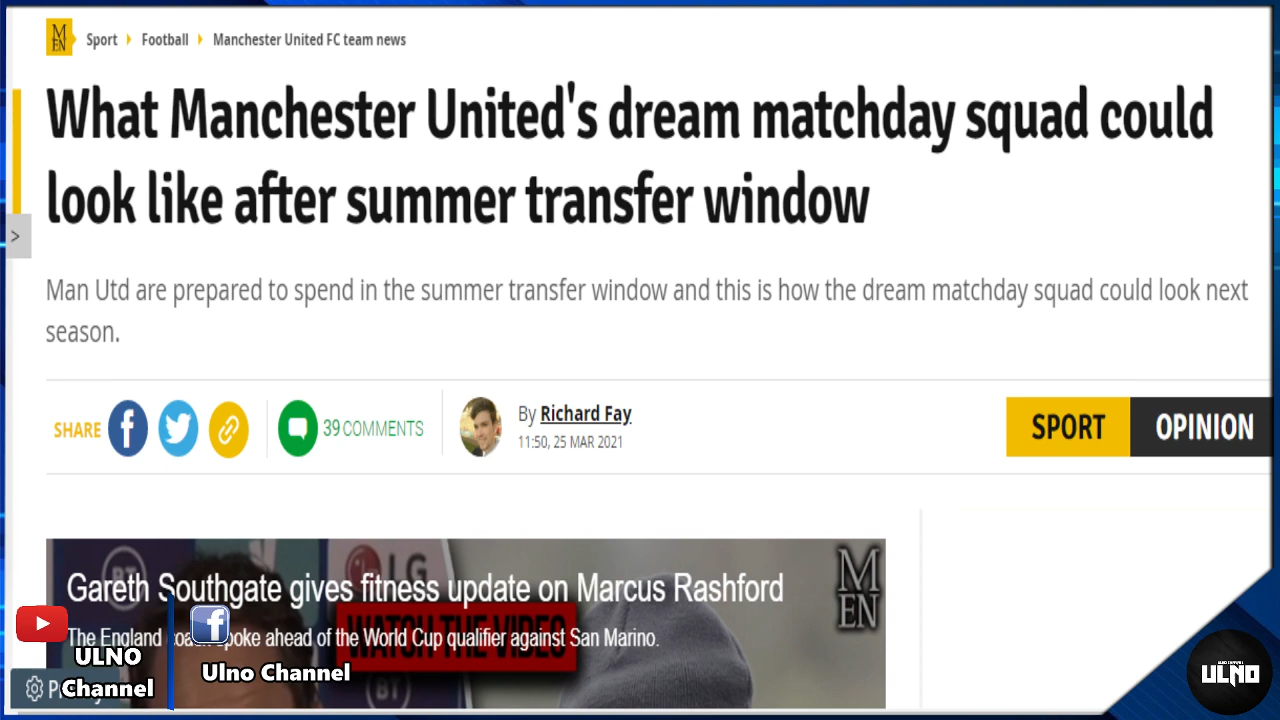 M
EN
Sport
Football
Manchester United FC team news
What Manchester United's dream matchday squad could
look like after summer transfer window
>
Man Utd are prepared to spend in the summer transfer window and this is how the dream matchday squad could look next
season.
SHARE
39 COMMENTS
By Richard Fay
11:50, 25 MAR 2021
SPORT
OPINION
BT
LG
M
EN
Gareth Southgate gives fitness update on Marcus Rashford
WATCH THE VIDEO
The England coach spoke ahead of the World Cup qualifier against San Marino.
BT
ULNO
Channel
Ulno Channel
ULNO